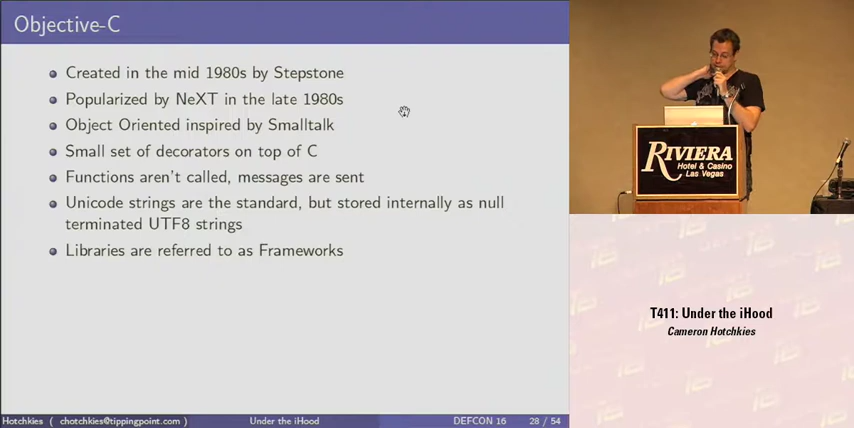 Objective-C
Created in the mid 1980s by Stepstone
Popularized by NeXT in the late 1980s
Object Oriented inspired by Smalltalk
Small set of decorators on top of C
Functions aren't called, messages are sent
Unicode strings are the standard, but stored internally as null
terminated UTF8 strings
Libraries are referred to as Frameworks
Hotchkies ( chotchkies@tippingpoint.com ) Under the iHood DEFCON 16 28 / 54
RIVIERA
Hotel & Casino
Las Vegas
T411: Under the iHood
Cameron Hotchkies